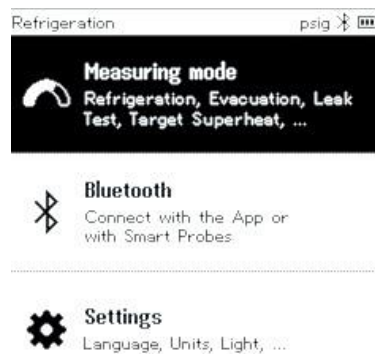 Refrigeration psig
Measuring mode
Refrigeration, Evacuation, Leak
Test, Target Superheat, ...
Bluetooth
Connect with the App or
with Smart Probes
Settings
Language, Units, Light, ...